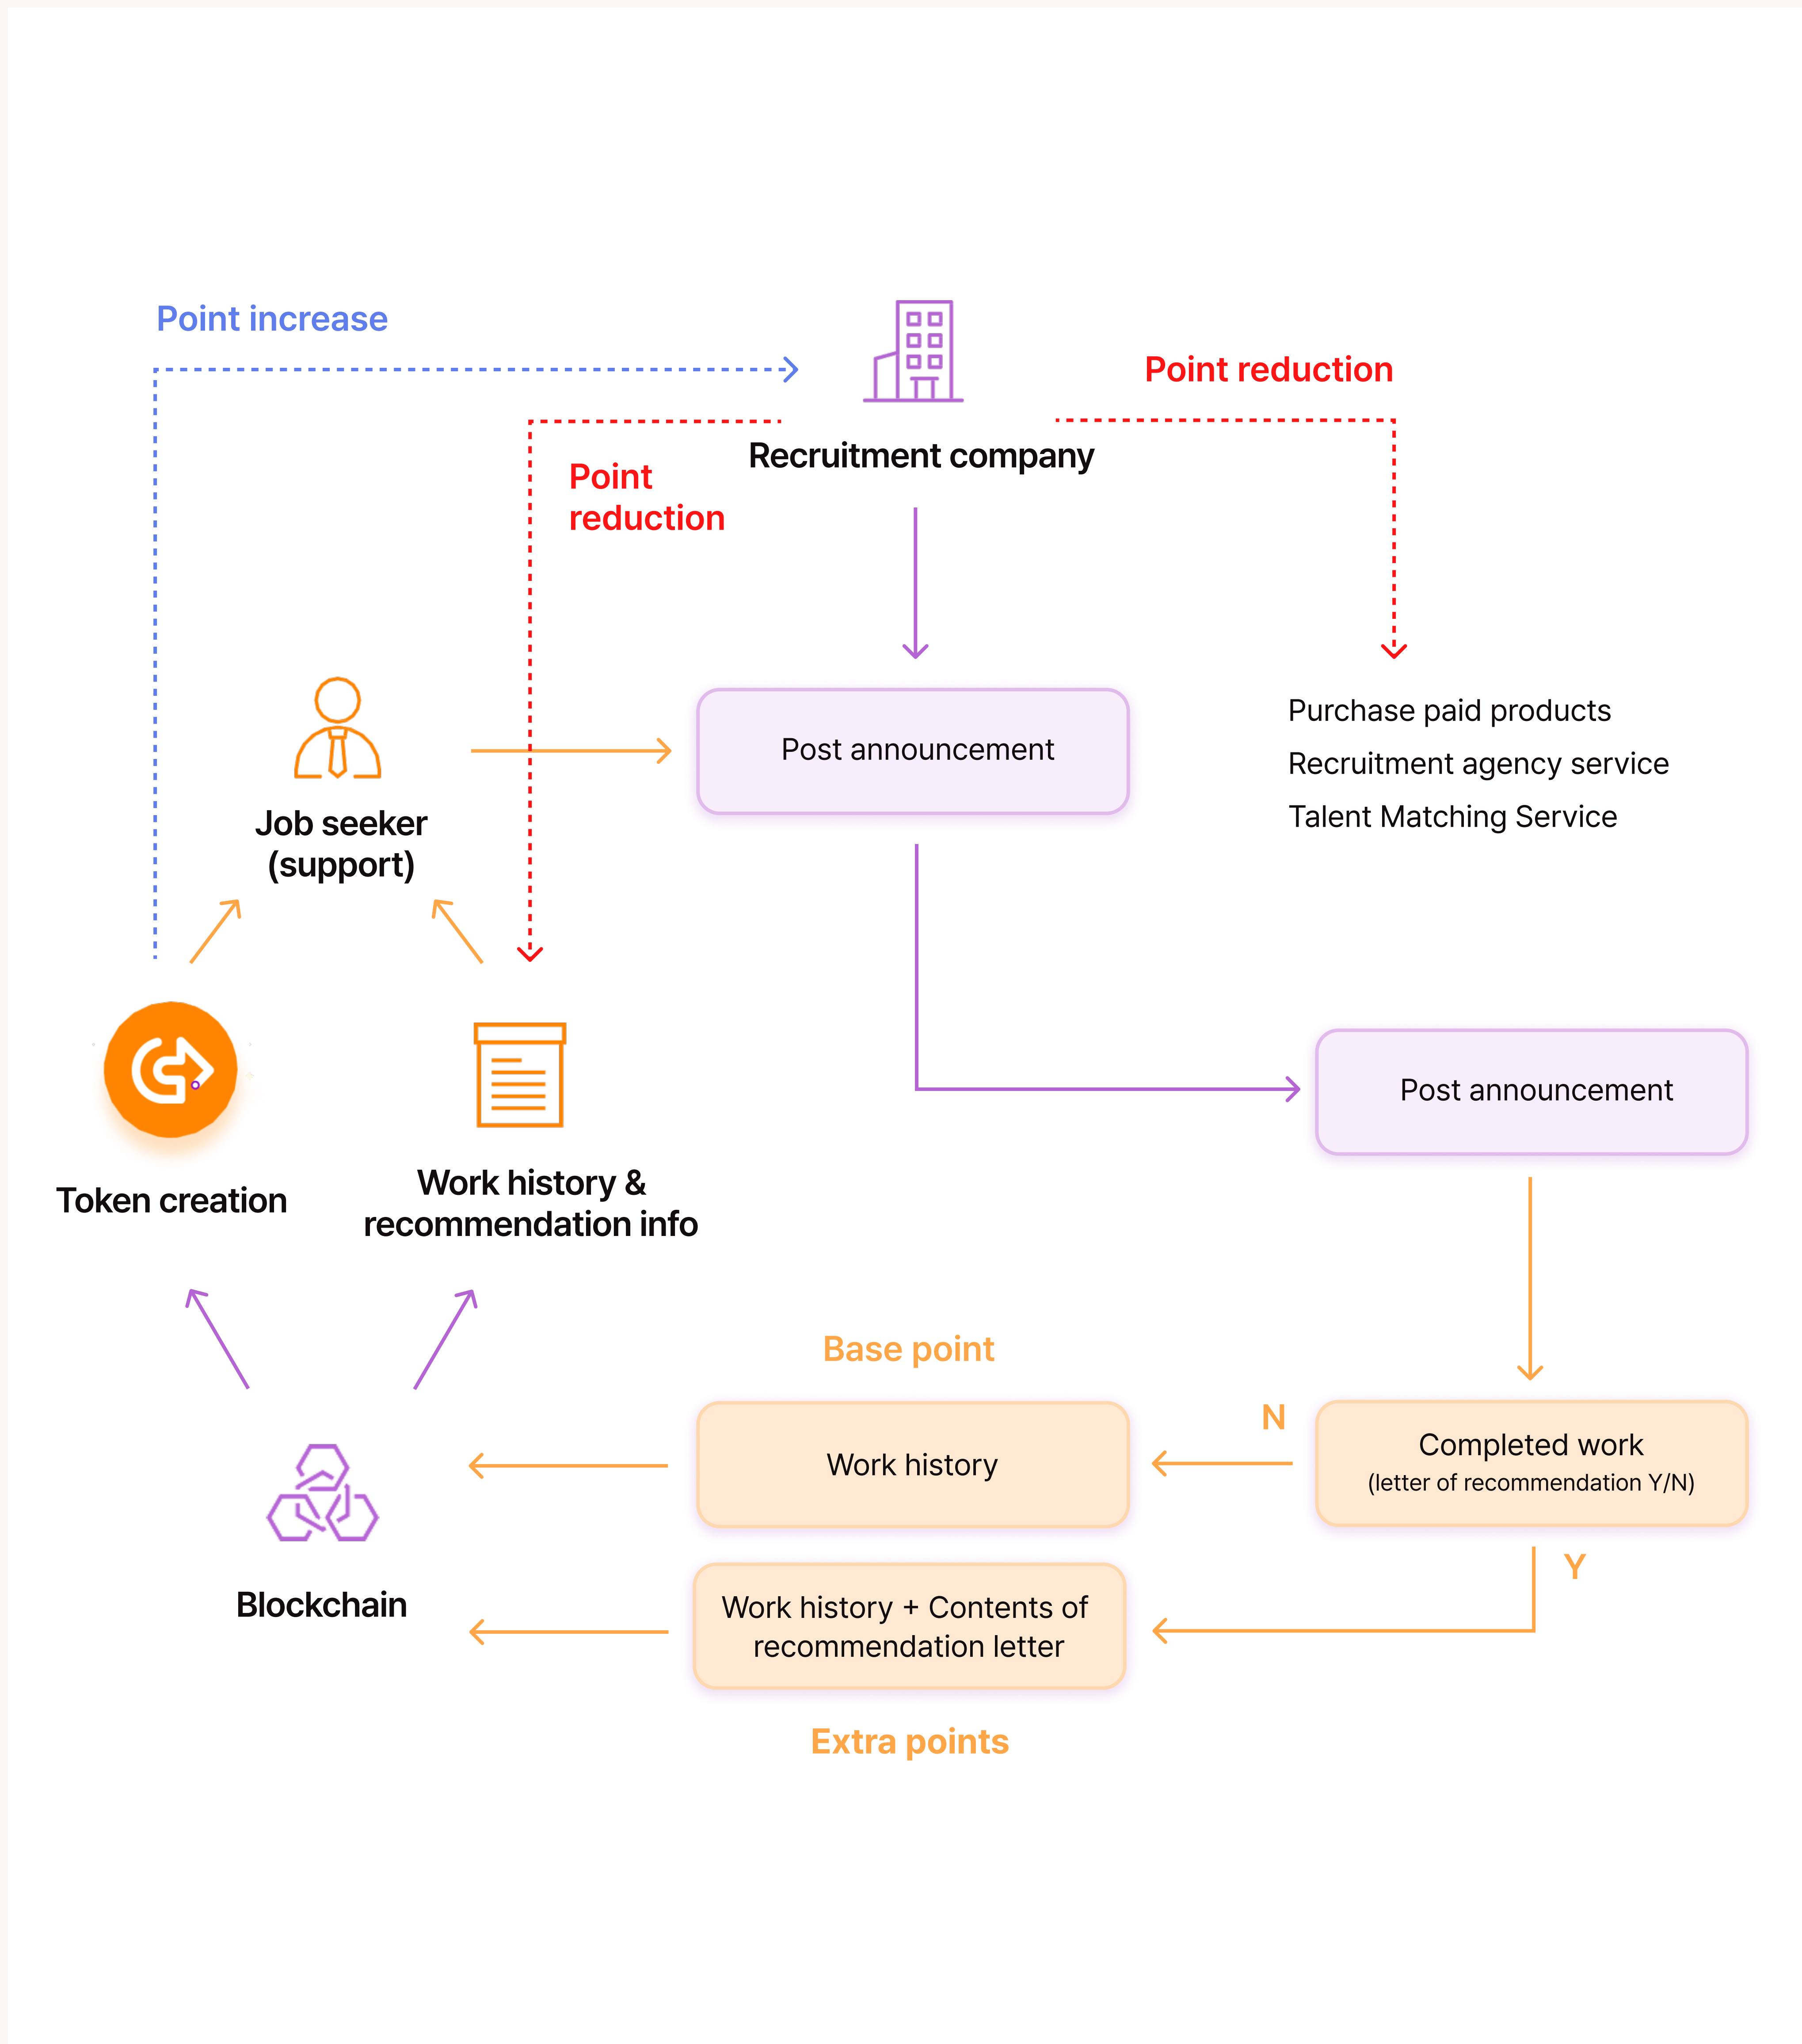 Point increase
Point reduction
Recruitment company
Point
reduction
Post announcement
Purchase paid products
Recruitment agency service
Talent Matching Service
Job seeker
(support)
Post announcement
Token creation
Work history &
recommendation info
Base point
N
Work history
Completed work
(letter of recommendation Y/N)
Y
Blockchain
Work history + Contents of
recommendation letter
Extra points